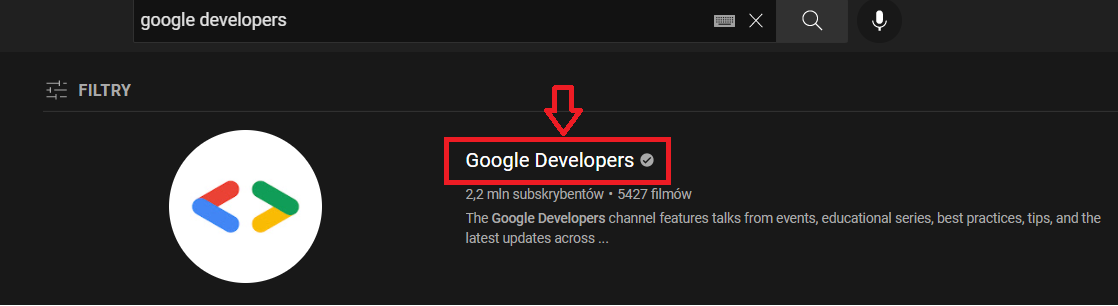 google developers
FILTRY
Google Developers
2,2 mln subskrybentów • 5427 filmów
The Google Developers channel features talks from events, educational series, best practices, tips, and the
latest updates across ...